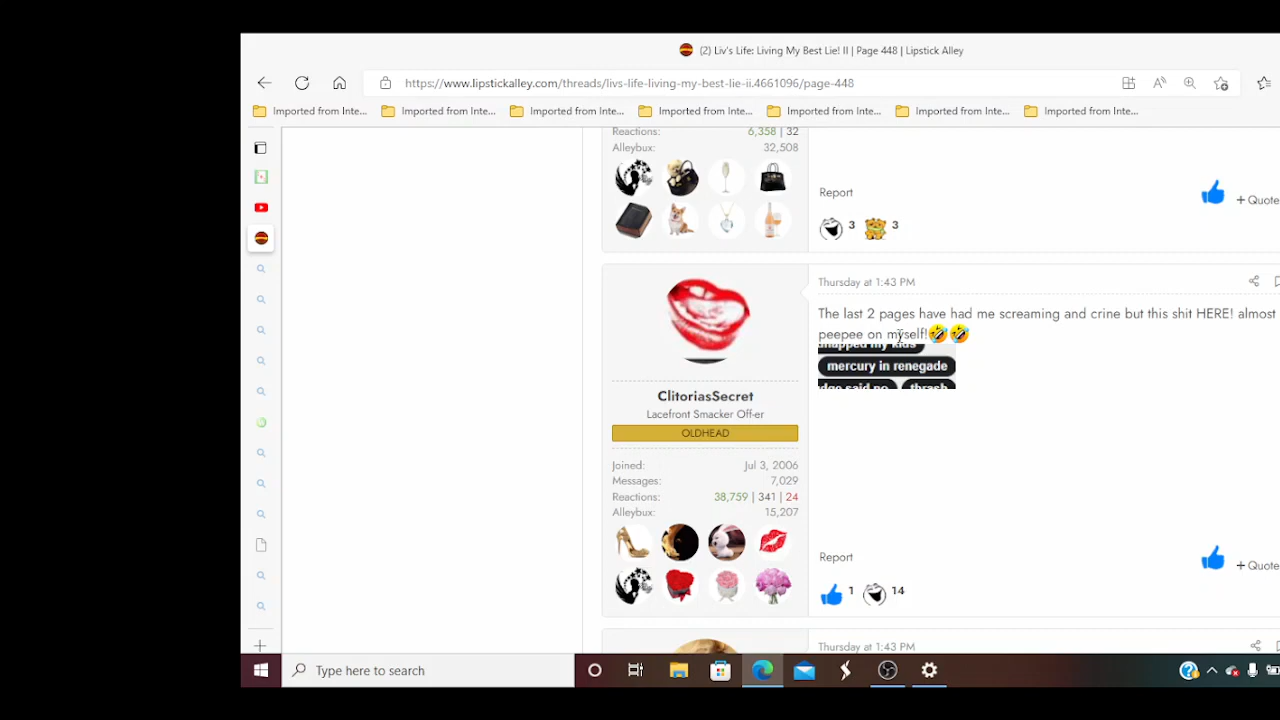 (2) Liv's Life: Living My Best Lie! II | Page 448 | Lipstick Alley
https://www.lipstickalley.com/threads/livs-life-living-my-best-lie-ii.4661096/page-448
Imported from Inte... Imported from Inte... Imported from Inte... Imported from Inte... Imported from Inte... Imported from Inte... Imported from Inte...
Reactions: 6,358 | 32
Alleybux: 32,508
Report
+ Quote
3 3
Thursday at 1:43 PM
The last 2 pages have had me screaming and crine but this shit HERE! almost
peepee on myself!🤣🤣
my kids
mercury in renegade
said no thrash
ClitoriasSecret
Lacefront Smacker Off-er
OLDHEAD
Joined: Jul 3, 2006
Messages: 7,029
Reactions: 38,759 | 341 | 24
Alleybux: 15,207
Report
+ Quote
1 14
Thursday at 1:43 PM
Type here to search